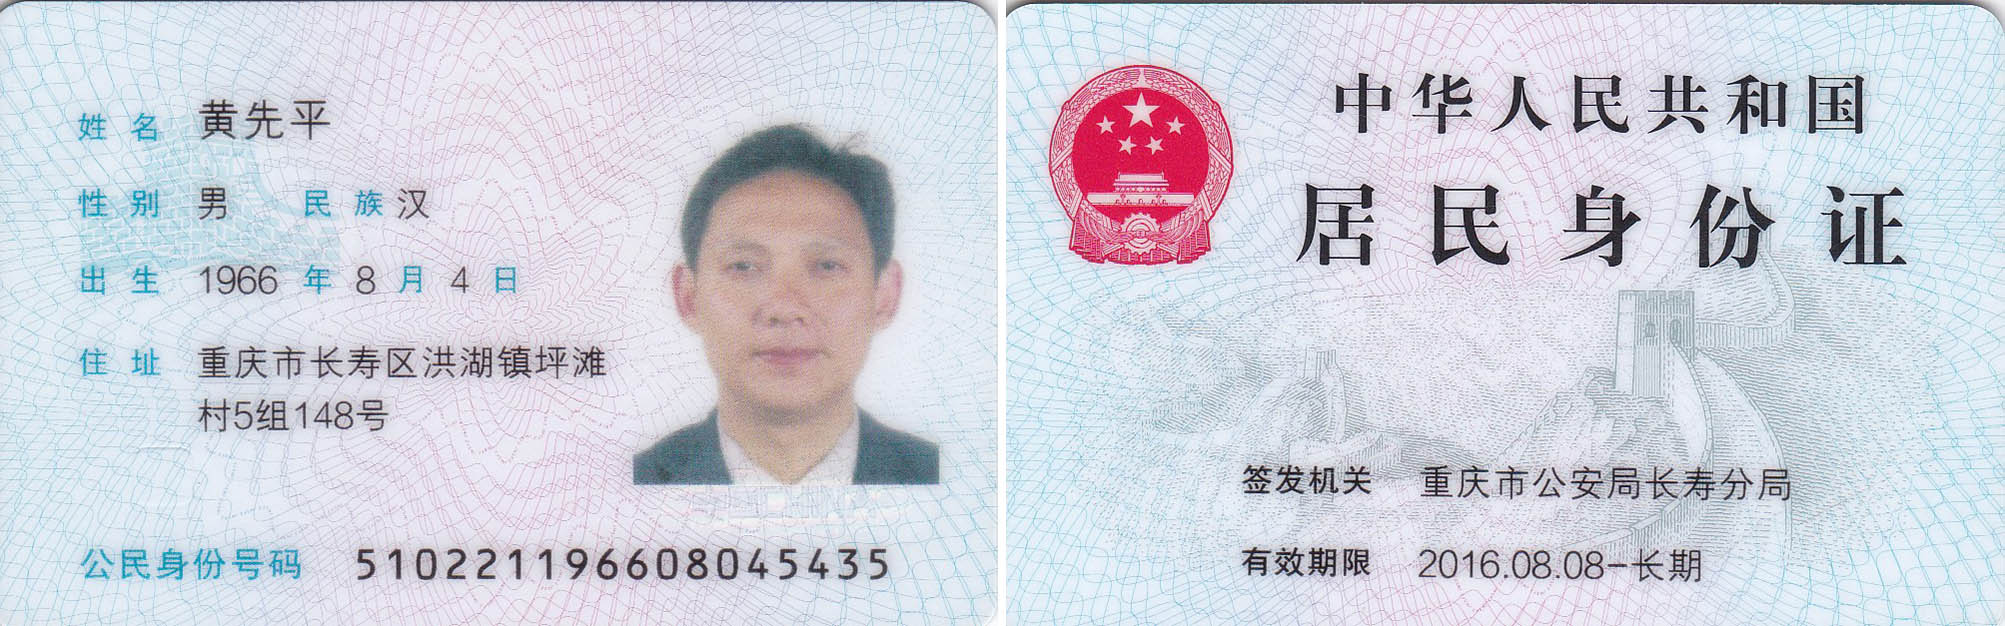 姓名 黄先平
性别 男 民族 汉
出生 1966 年 8 月 4 日
住址 重庆市长寿区洪湖镇坪滩
村5组148号
公民身份号码 510221196608045435
中华人民共和国
居民身份证
签发机关 重庆市公安局长寿分局
有效期限 2016.08.08-长期